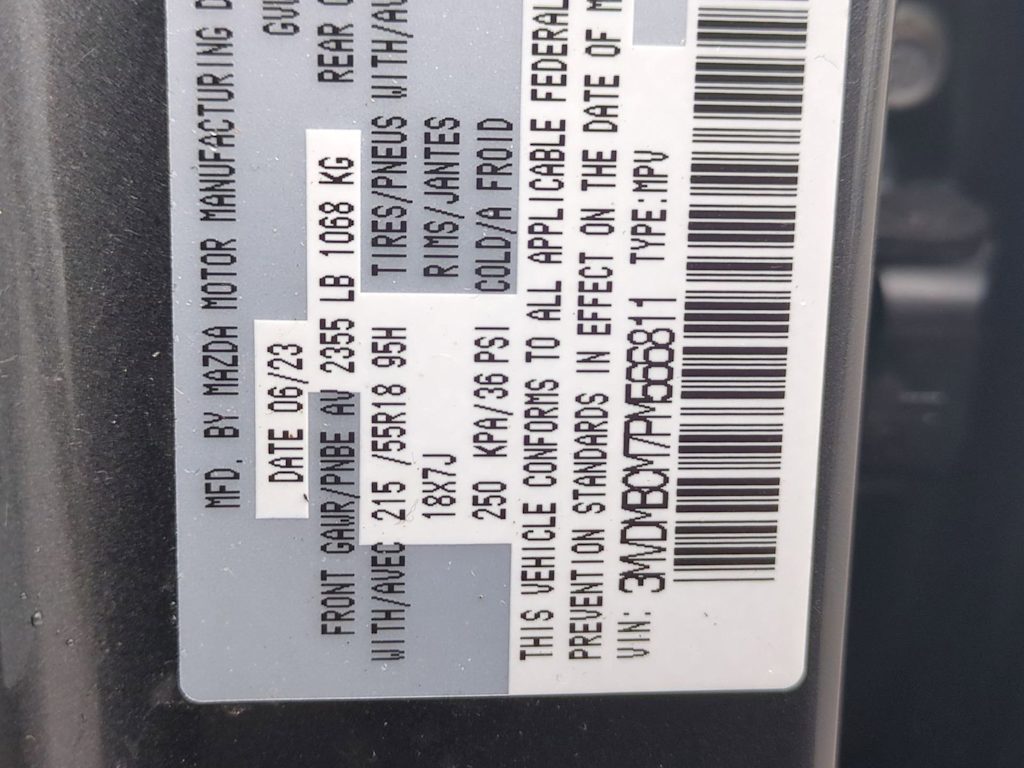 MFD. BY MAZDA MOTOR MANUFACTURING D
DATE 06/23
FRONT GAWR/PNBE AV 2355 LB 1068 KG REAR G
WITH/AVEC 215 /55R18 95H TIRES/PNEUS WITH/AV
18X7J RIMS/JANTES
250 KPA/36 PSI COLD/A FROID
THIS VEHICLE CONFORMS TO ALL APPLICABLE FEDERAL
PREVENTION STANDARDS IN EFFECT ON THE DATE OF M
VIN: 3MVDMBCM7PM566811 TYPE:MPV